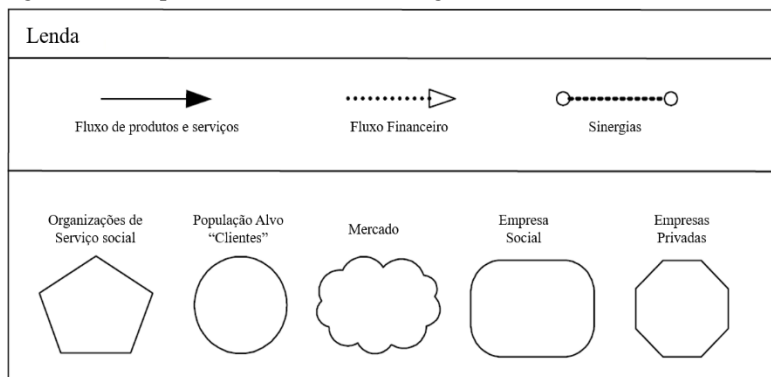 Lenda
Fluxo de produtos e serviços
Fluxo Financeiro
Sinergias
Organizações de
Serviço social
População Alvo
“Clientes”
Mercado
Empresa
Social
Empresas
Privadas